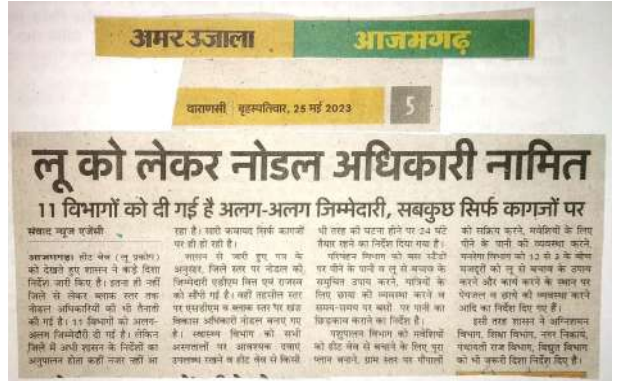 अमर उजाला
आजमगढ़
वाराणसी | बृहस्पतिवार, 25 मई 2023
5
लू को लेकर नोडल अधिकारी नामित
11 विभागों को दी गई है अलग-अलग जिम्मेदारी, सबकुछ सिर्फ कागजों पर
संवाद न्यूज एजेंसी
आजमगढ़। हीट वेव (लू प्रकोप)
को देखते हुए शासन ने कड़े दिशा
निर्देश जारी किए है। इतना ही नहीं
जिले से लेकर ब्लाक स्तर तक
नोडल अधिकारियों की भी तैनाती
की गई है। 11 विभागों को अलग-
अलग जिम्मेदारी दी गई है। लेकिन
जिले में अभी शासन के निर्देशों का
अनुपालन होता कहीं नजर नहीं आ
रहा है। सारी कवायद सिर्फ कागजों
पर ही हो रही है।
शासन से जारी हुए पत्र के
अनुसार, जिले स्तर पर नोडल की
जिम्मेदारी एडीएम वित्त एवं राजस्व
को सौंपी गई है। वहीं तहसील स्तर
पर एसडीएम व ब्लाक स्तर पर खंड
विकास अधिकारी नोडल बनाए गए
है। स्वास्थ्य विभाग को सभी
अस्पतालों पर आवश्यक दवाएं
उपलब्ध रखने व हीट वेव से किसी
भी तरह की घटना होने पर 24 घंटे
तैयार रहने का निर्देश दिया गया है।
परिवहन विभाग को बस स्टैंडों
पर पीने के पानी व लू से बचाव के
समुचित उपाय करने, यात्रियों के
लिए छाया की व्यवस्था करने व
समय-समय पर बसों पर पानी का
छिड़काव कराने का निर्देश है।
पशुपालन विभाग को मवेशियों
को हीट वेव से बचाने के लिए पूरा
प्लान बनाने, ग्राम स्तर पर गोपालों
को सक्रिय करने, मवेशियों के लिए
पीने के पानी की व्यवस्था करने,
मनरेगा विभाग को 12 से 3 के बीच
मजदूरों को लू से बचाव के उपाय
करने और कार्य करने के स्थान पर
पेयजल व छाये की व्यवस्था करने
आदि का निर्देश दिए गए हैं।
इसी तरह शासन ने अग्निशमन
विभाग, शिक्षा विभाग, नगर निकाय,
पंचायती राज विभाग, विद्युत विभाग
को भी जरूरी दिशा निर्देश दिए है।